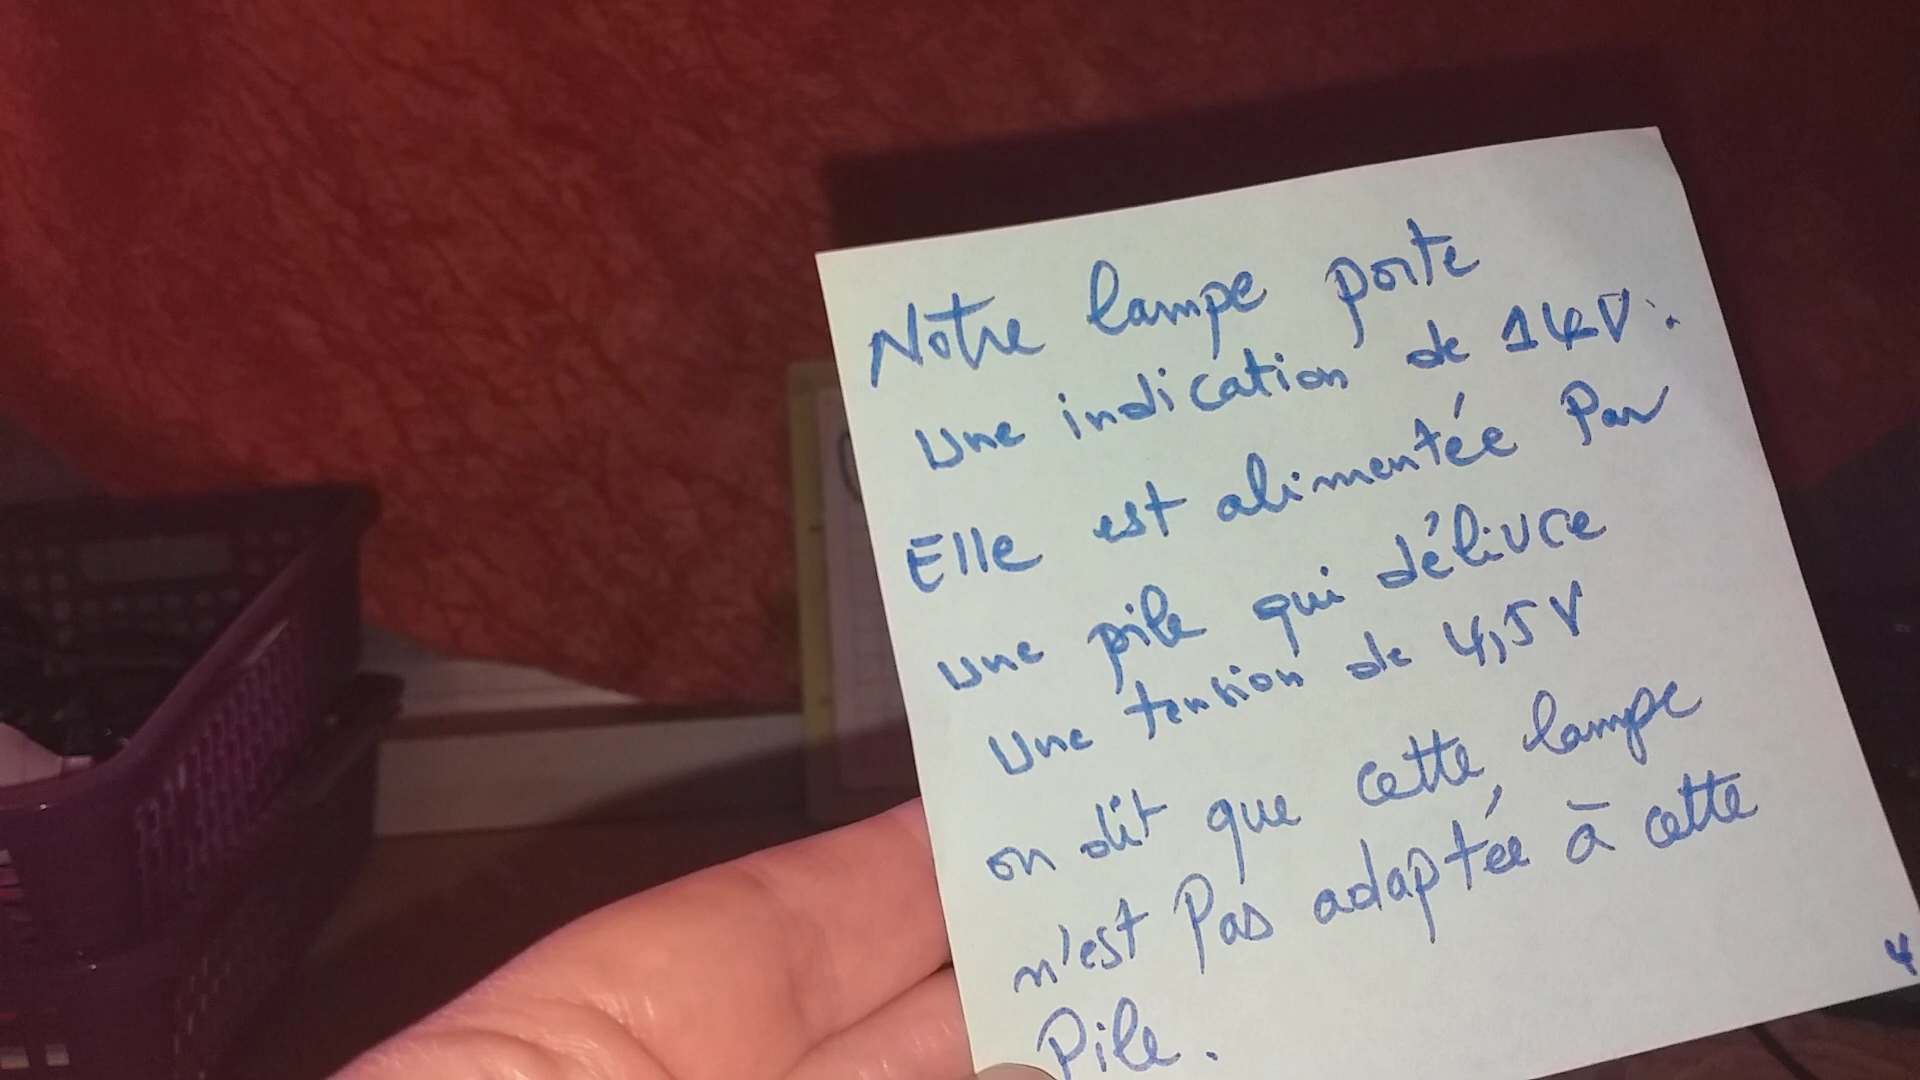 Notre lampe porte
une indication de 14V.
Elle est alimentée Par
une pile qui délivre
Une tension de 4,5V
on dit que cette lampe
n'est Pas adaptée à cette
Pile.
4